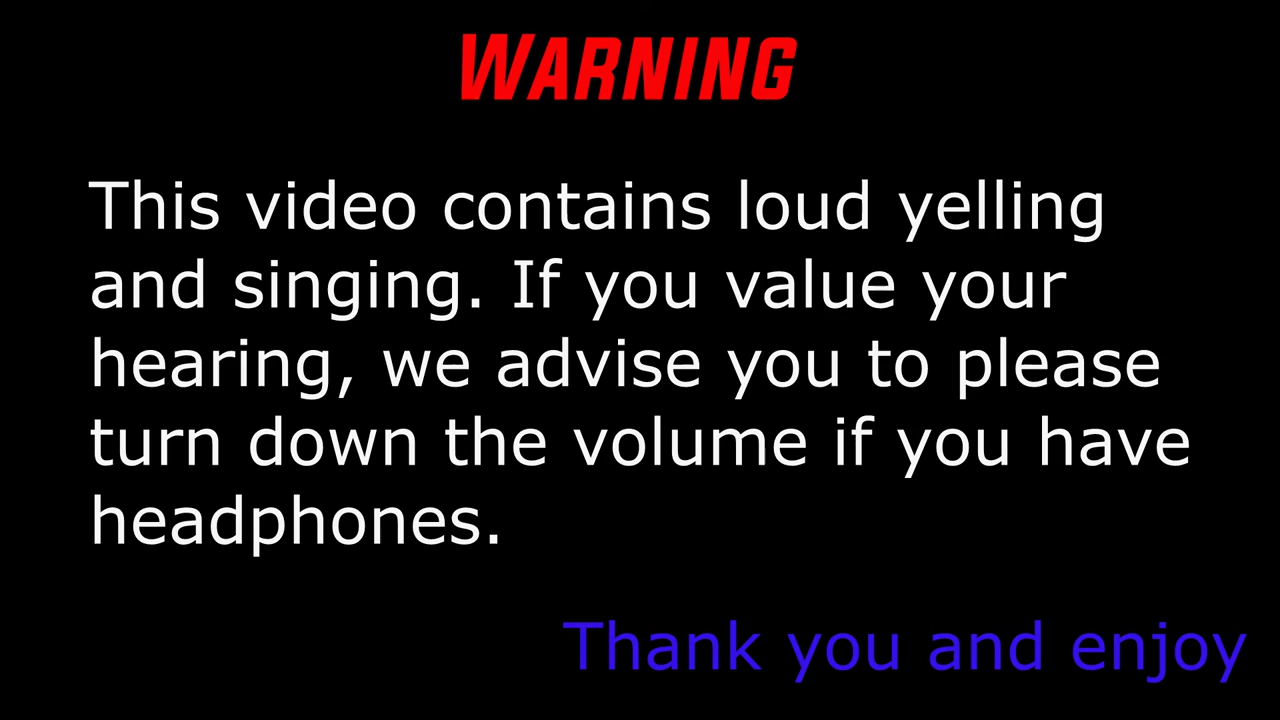 WARNING
This video contains loud yelling
and singing. If you value your
hearing, we advise you to please
turn down the volume if you have
headphones.
Thank you and enjoy